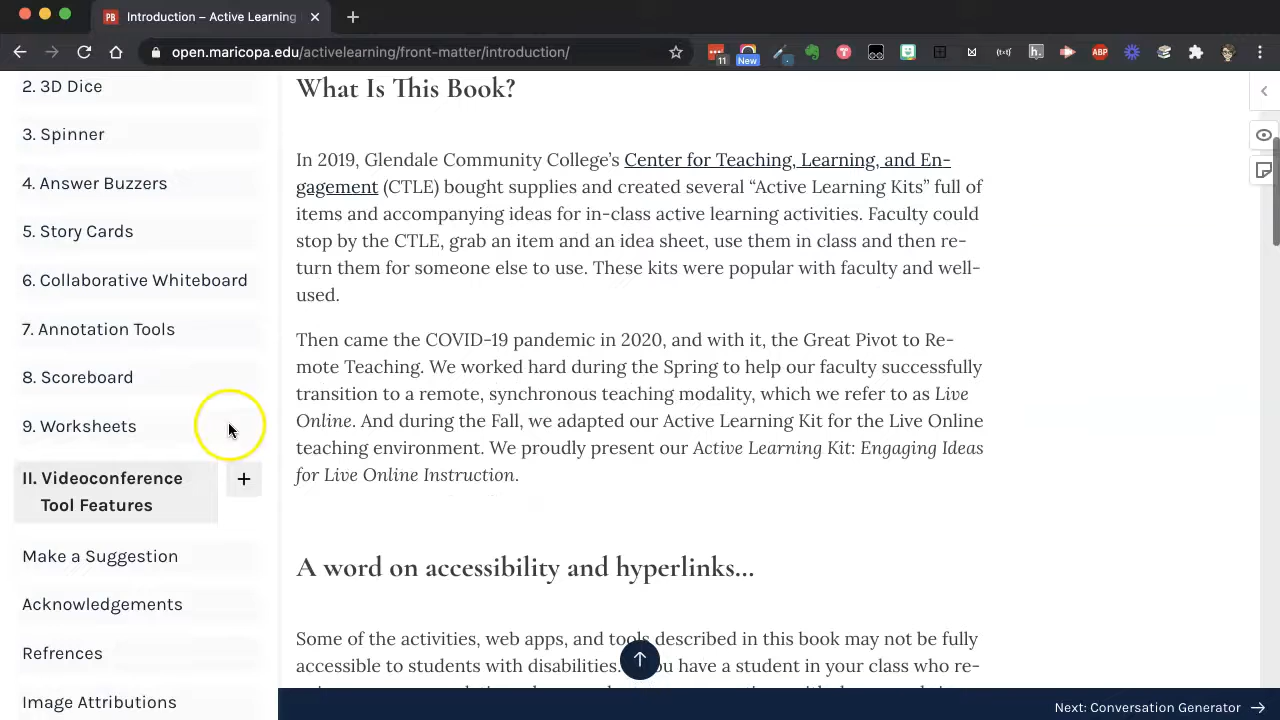 Introduction – Active Learning
open.maricopa.edu/activelearning/front-matter/introduction/
11
New
h.
ABP
2. 3D Dice
3. Spinner
4. Answer Buzzers
5. Story Cards
6. Collaborative Whiteboard
7. Annotation Tools
8. Scoreboard
9. Worksheets
II. Videoconference
Tool Features
Make a Suggestion
Acknowledgements
Refrences
Image Attributions
What Is This Book?
In 2019, Glendale Community College’s Center for Teaching, Learning, and En-
gagement (CTLE) bought supplies and created several “Active Learning Kits” full of
items and accompanying ideas for in-class active learning activities. Faculty could
stop by the CTLE, grab an item and an idea sheet, use them in class and then re-
turn them for someone else to use. These kits were popular with faculty and well-
used.
Then came the COVID-19 pandemic in 2020, and with it, the Great Pivot to Re-
mote Teaching. We worked hard during the Spring to help our faculty successfully
transition to a remote, synchronous teaching modality, which we refer to as Live
Online. And during the Fall, we adapted our Active Learning Kit for the Live Online
teaching environment. We proudly present our Active Learning Kit: Engaging Ideas
for Live Online Instruction.
A word on accessibility and hyperlinks...
Some of the activities, web apps, and tools described in this book may not be fully
accessible to students with disabilities. you have a student in your class who re-
Next: Conversation Generator